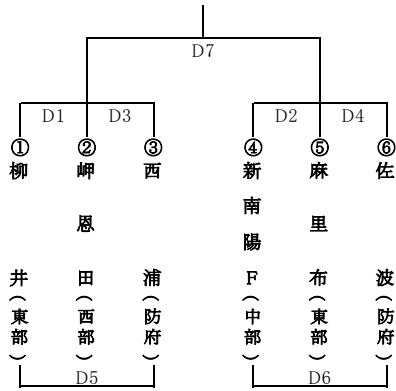 D7
D1 D3 D2 D4
①柳井(東部)
②岬恩田(西部)
③西浦(防府)
④新南陽F(中部)
⑤麻里布(東部)
⑥佐波(防府)
D5 D6